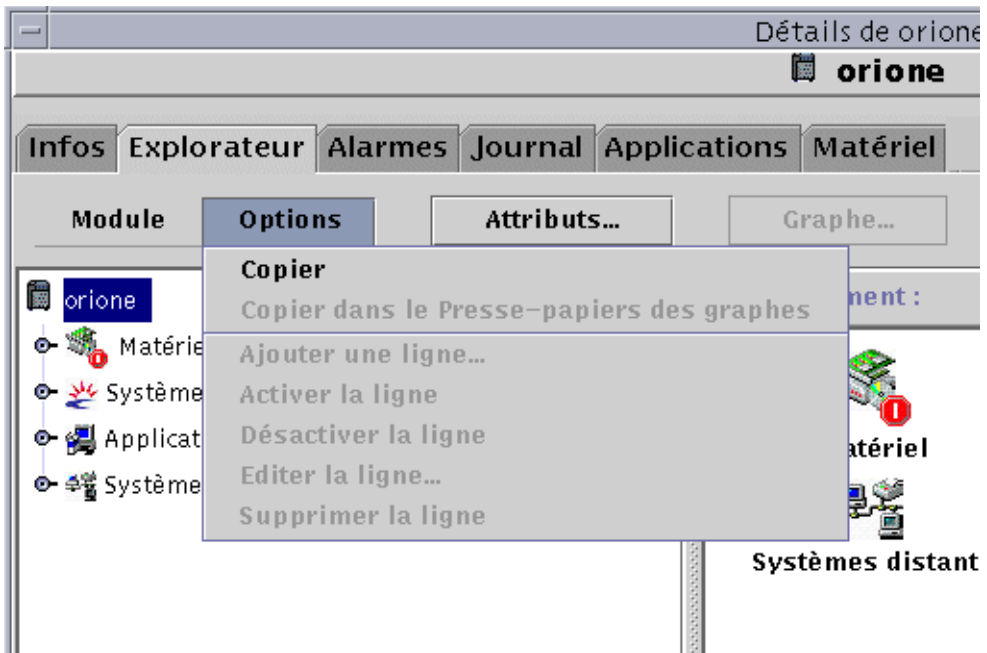 Détails de orione
orione
Infos Explorateur Alarmes Journal Applications Matériel
Module Options Attributs... Graphe...
Copier
Copier dans le Presse-papiers des graphes
Ajouter une ligne...
Activer la ligne
Désactiver la ligne
Editer la ligne...
Supprimer la ligne
orione
Matérie
Système
Applicat
Système
ment :
atériel
Systèmes distant